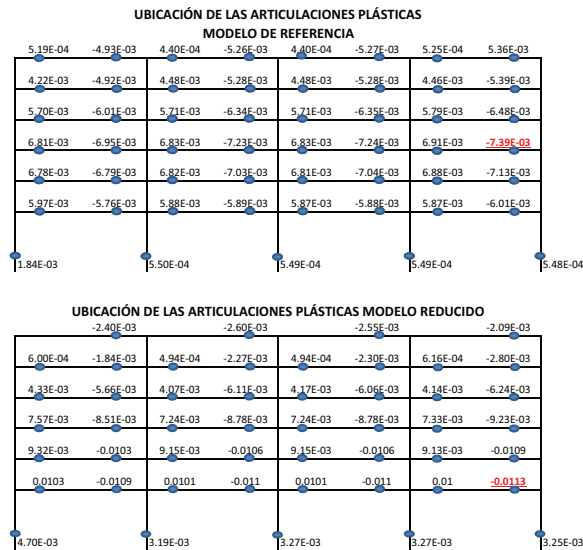 UBICACIÓN DE LAS ARTICULACIONES PLÁSTICAS
MODELO DE REFERENCIA
5.19E-04 -4.93E-03 4.40E-04 -5.26E-03 4.40E-04 -5.27E-03 5.25E-04 5.36E-03
4.22E-03 -4.92E-03 4.48E-03 -5.28E-03 4.48E-03 -5.28E-03 4.46E-03 -5.39E-03
5.70E-03 -6.01E-03 5.71E-03 -6.34E-03 5.71E-03 -6.35E-03 5.79E-03 -6.48E-03
6.81E-03 -6.95E-03 6.83E-03 -7.23E-03 6.83E-03 -7.24E-03 6.91E-03 -7.39E-03
6.78E-03 -6.79E-03 6.82E-03 -7.03E-03 6.81E-03 -7.04E-03 6.88E-03 -7.13E-03
5.97E-03 -5.76E-03 5.88E-03 -5.89E-03 5.87E-03 -5.88E-03 5.87E-03 -6.01E-03
1.84E-03 5.50E-04 5.49E-04 5.49E-04 5.48E-04
UBICACIÓN DE LAS ARTICULACIONES PLÁSTICAS MODELO REDUCIDO
-2.40E-03 -2.60E-03 -2.55E-03 -2.09E-03
6.00E-04 -1.84E-03 4.94E-04 -2.27E-03 4.94E-04 -2.30E-03 6.16E-04 -2.80E-03
4.33E-03 -5.66E-03 4.07E-03 -6.11E-03 4.17E-03 -6.06E-03 4.14E-03 -6.24E-03
7.57E-03 -8.51E-03 7.24E-03 -8.78E-03 7.24E-03 -8.78E-03 7.33E-03 -9.23E-03
9.32E-03 -0.0103 9.15E-03 -0.0106 9.15E-03 -0.0106 9.13E-03 -0.0109
0.0103 -0.0109 0.0101 -0.011 0.0101 -0.011 0.01 -0.0113
4.70E-03 3.19E-03 3.27E-03 3.27E-03 3.25E-03